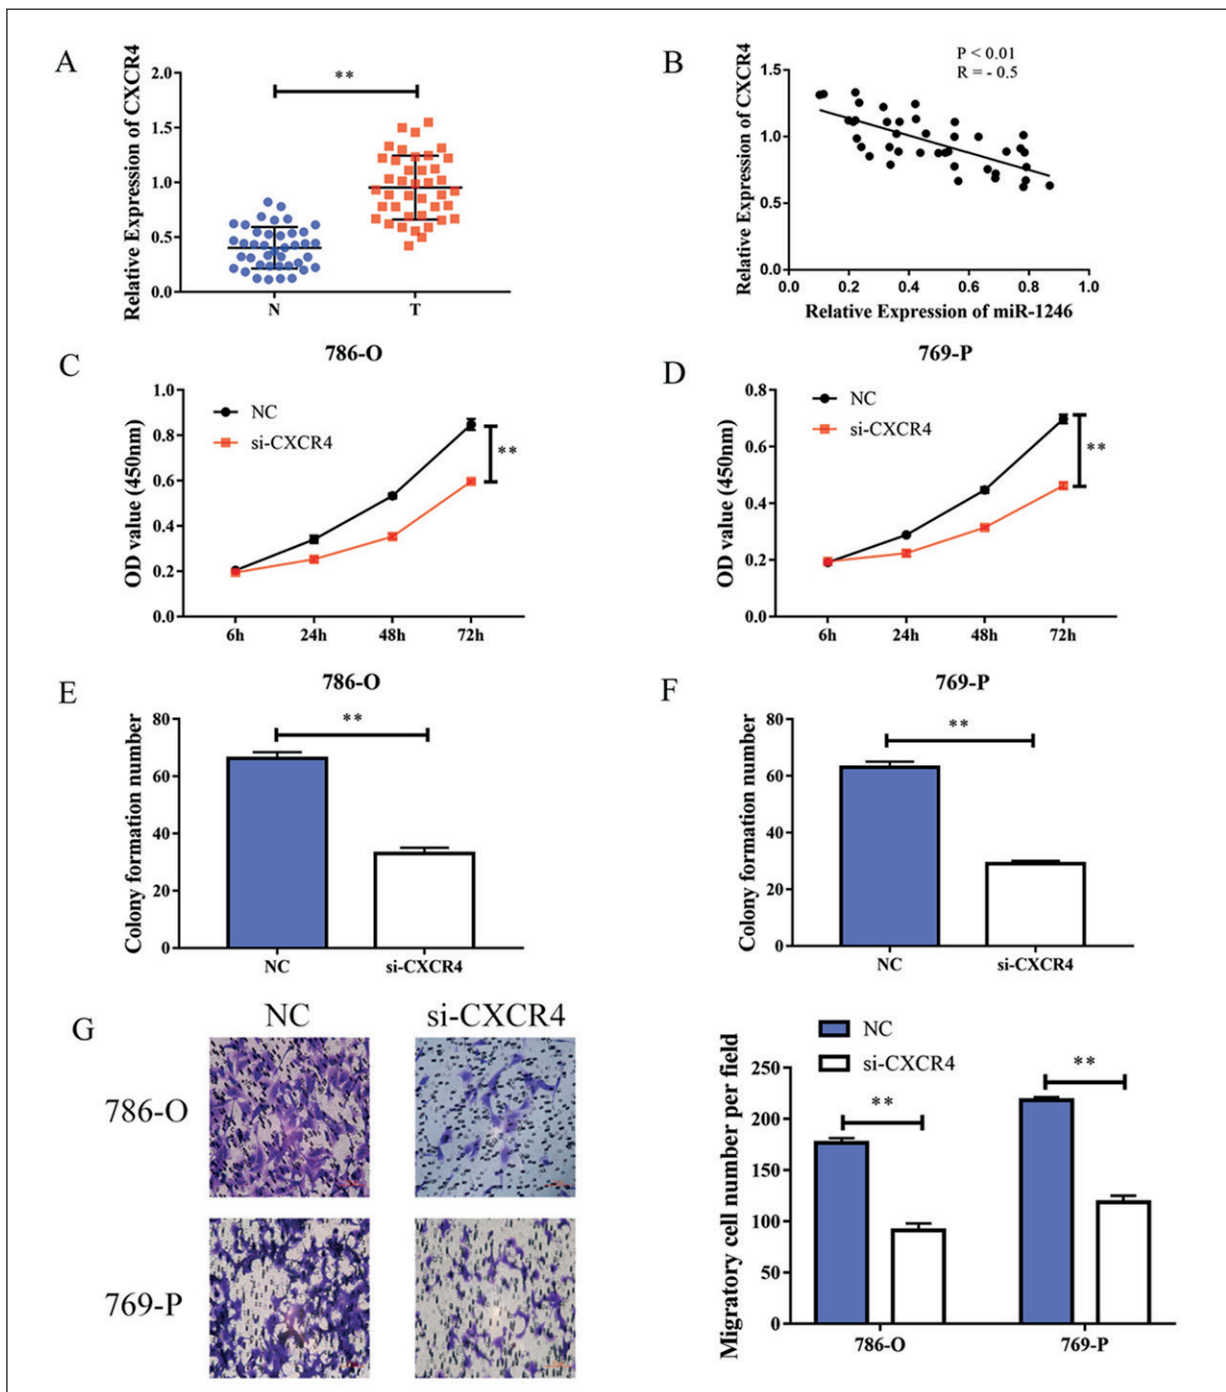 A
Relative Expression of CXCR4
2.0
1.5
1.0
0.5
0.0
**
N
T
B
P < 0.01
R = - 0.5
Relative Expression of CXCR4
1.5
1.0
0.5
0.0
0.0
0.2
0.4
0.6
0.8
1.0
Relative Expression of miR-1246
C
786-O
OD value (450nm)
1.0
0.8
0.6
0.4
0.2
0.0
NC
si-CXCR4
**
6h
24h
48h
72h
D
769-P
OD value (450nm)
0.8
0.6
0.4
0.2
0.0
NC
si-CXCR4
**
6h
24h
48h
72h
E
786-O
Colony formation number
80
60
40
20
0
**
NC
si-CXCR4
F
769-P
Colony formation number
80
60
40
20
0
**
NC
si-CXCR4
G
NC
si-CXCR4
786-O
769-P
NC
si-CXCR4
Migratory cell number per field
250
200
150
100
50
0
**
**
786-O
769-P